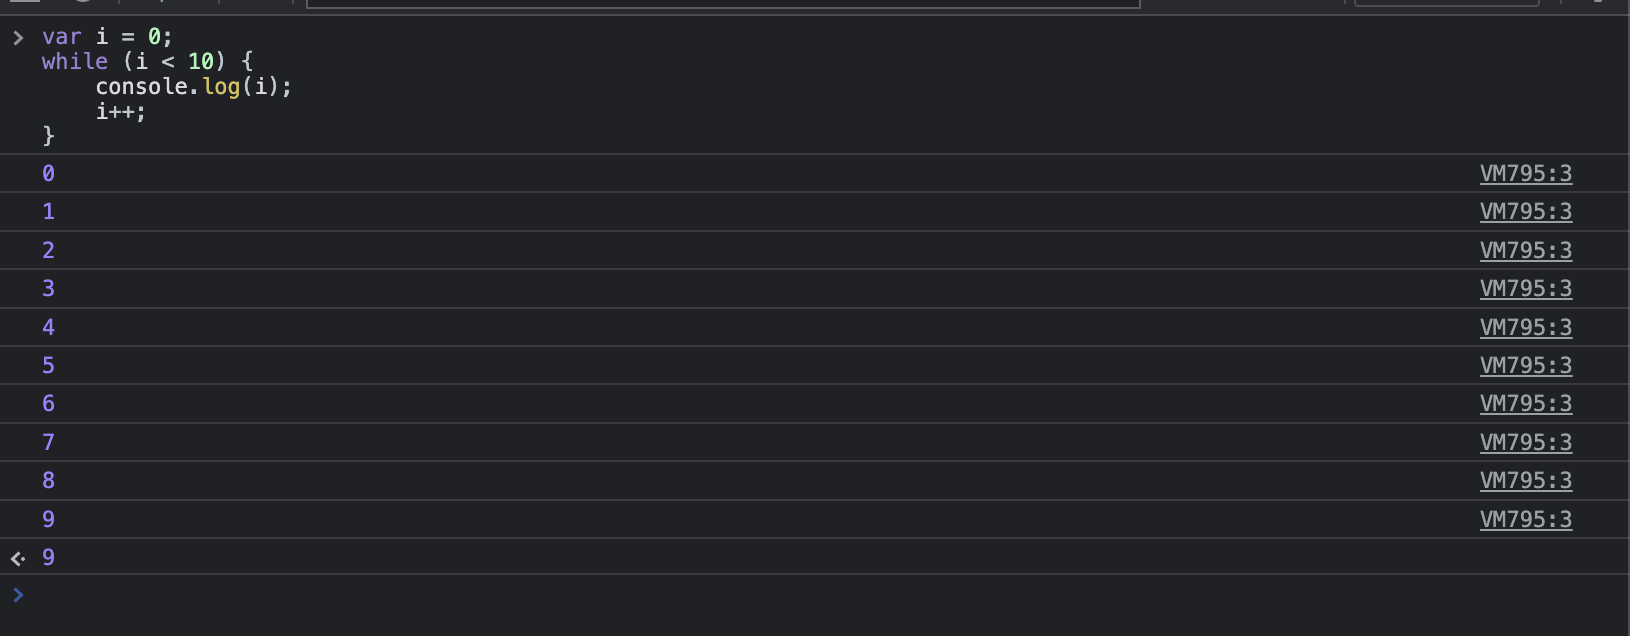 var i = 0;
while (i < 10) {
    console.log(i);
    i++;
}
0 VM795:3
1 VM795:3
2 VM795:3
3 VM795:3
4 VM795:3
5 VM795:3
6 VM795:3
7 VM795:3
8 VM795:3
9 VM795:3
9